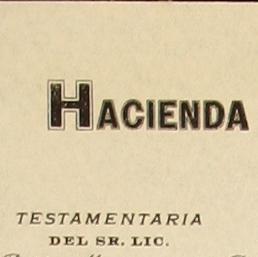 HACIENDA
TESTAMENTARIA
DEL SR. LIC.